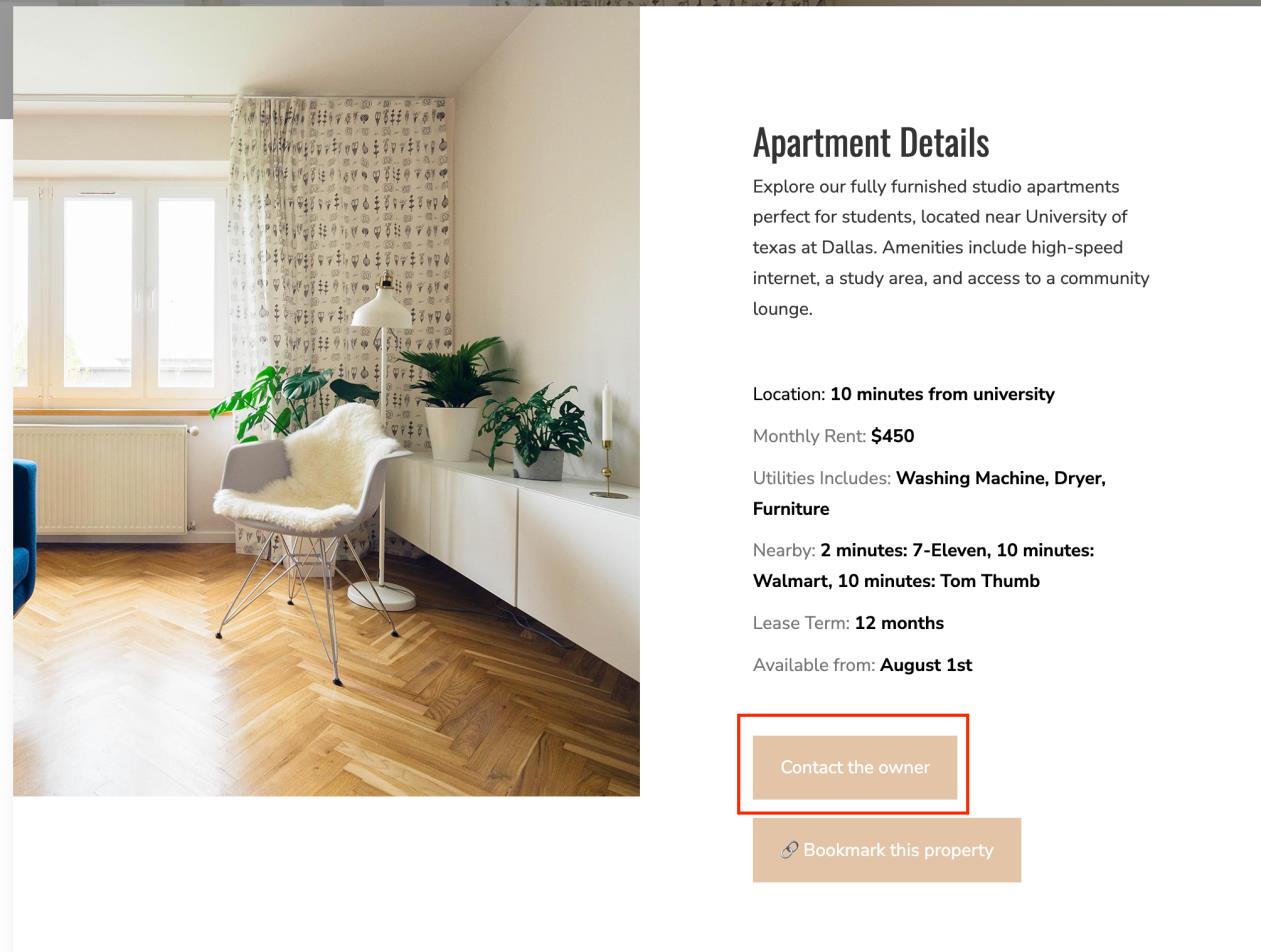 Apartment Details
Explore our fully furnished studio apartments
perfect for students, located near University of
texas at Dallas. Amenities include high-speed
internet, a study area, and access to a community
lounge.
Location: 10 minutes from university
Monthly Rent: $450
Utilities Includes: Washing Machine, Dryer,
Furniture
Nearby: 2 minutes: 7-Eleven, 10 minutes:
Walmart, 10 minutes: Tom Thumb
Lease Term: 12 months
Available from: August 1st
Contact the owner
🔗 Bookmark this property